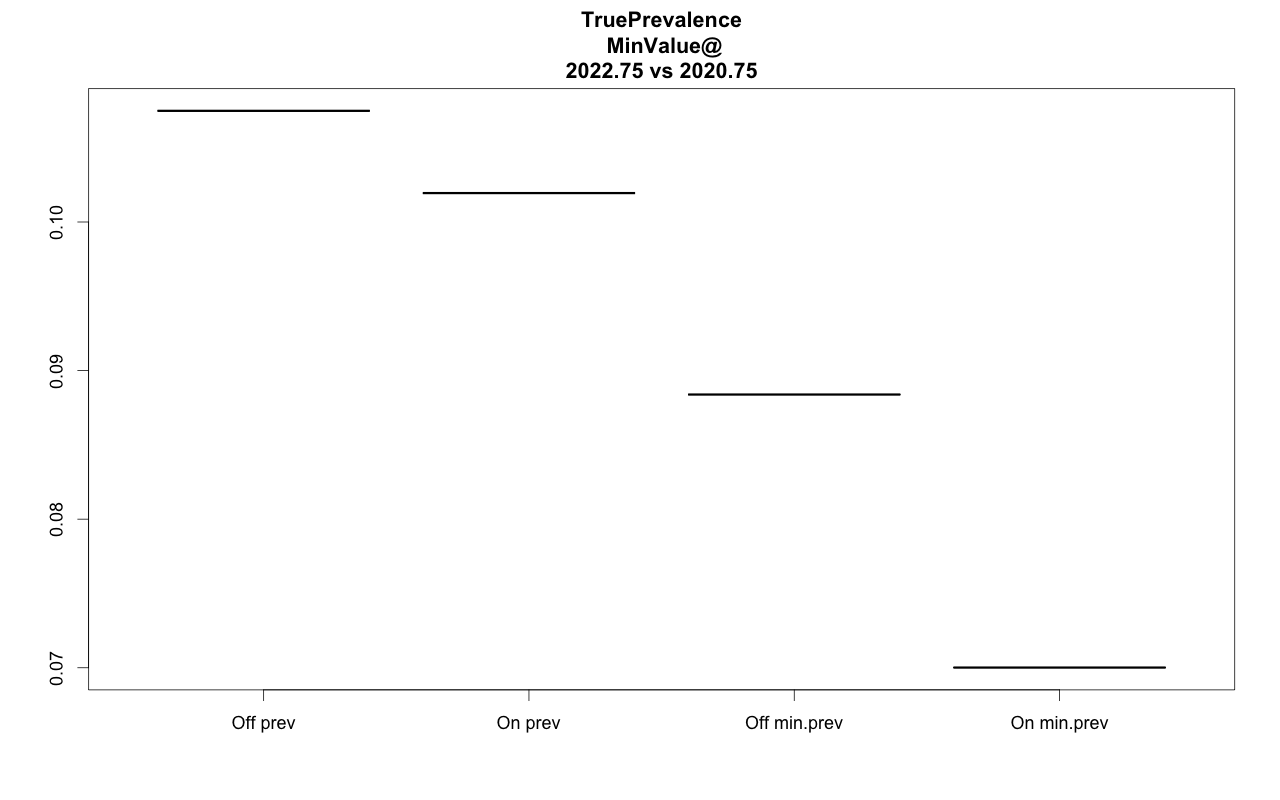 TruePrevalence
MinValue@
2022.75 vs 2020.75
0.10
0.09
0.08
0.07
Off prev
On prev
Off min.prev
On min.prev